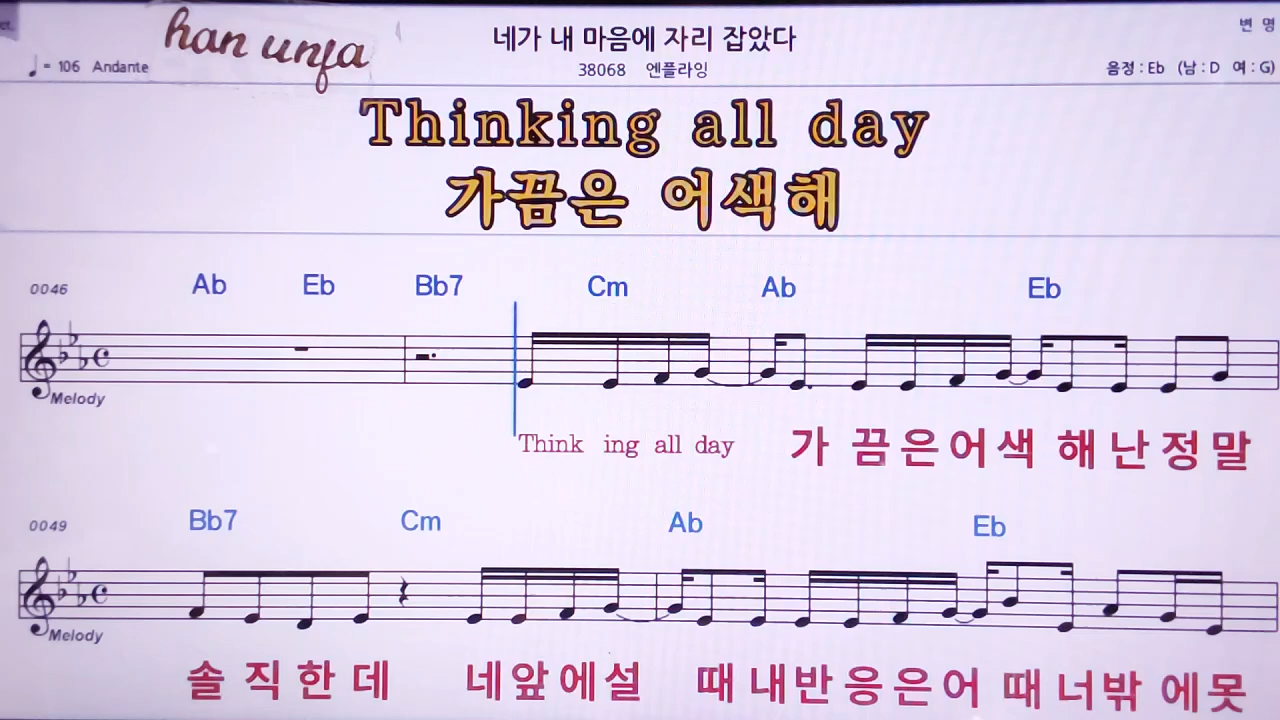 han unfa
네가 내 마음에 자리 잡았다
변 명
♩= 106 Andante
38068 엔플라잉
음정 : Eb (남 : D 여 : G)
Thinking all day
가끔은 어색해
0046 Ab Eb Bb7 Cm Ab Eb
Melody
Think ing all day 가 끔은어색 해난정말
0049 Bb7 Cm Ab Eb
Melody
솔직한데 네앞에설 때내반응은어 때너밖에못